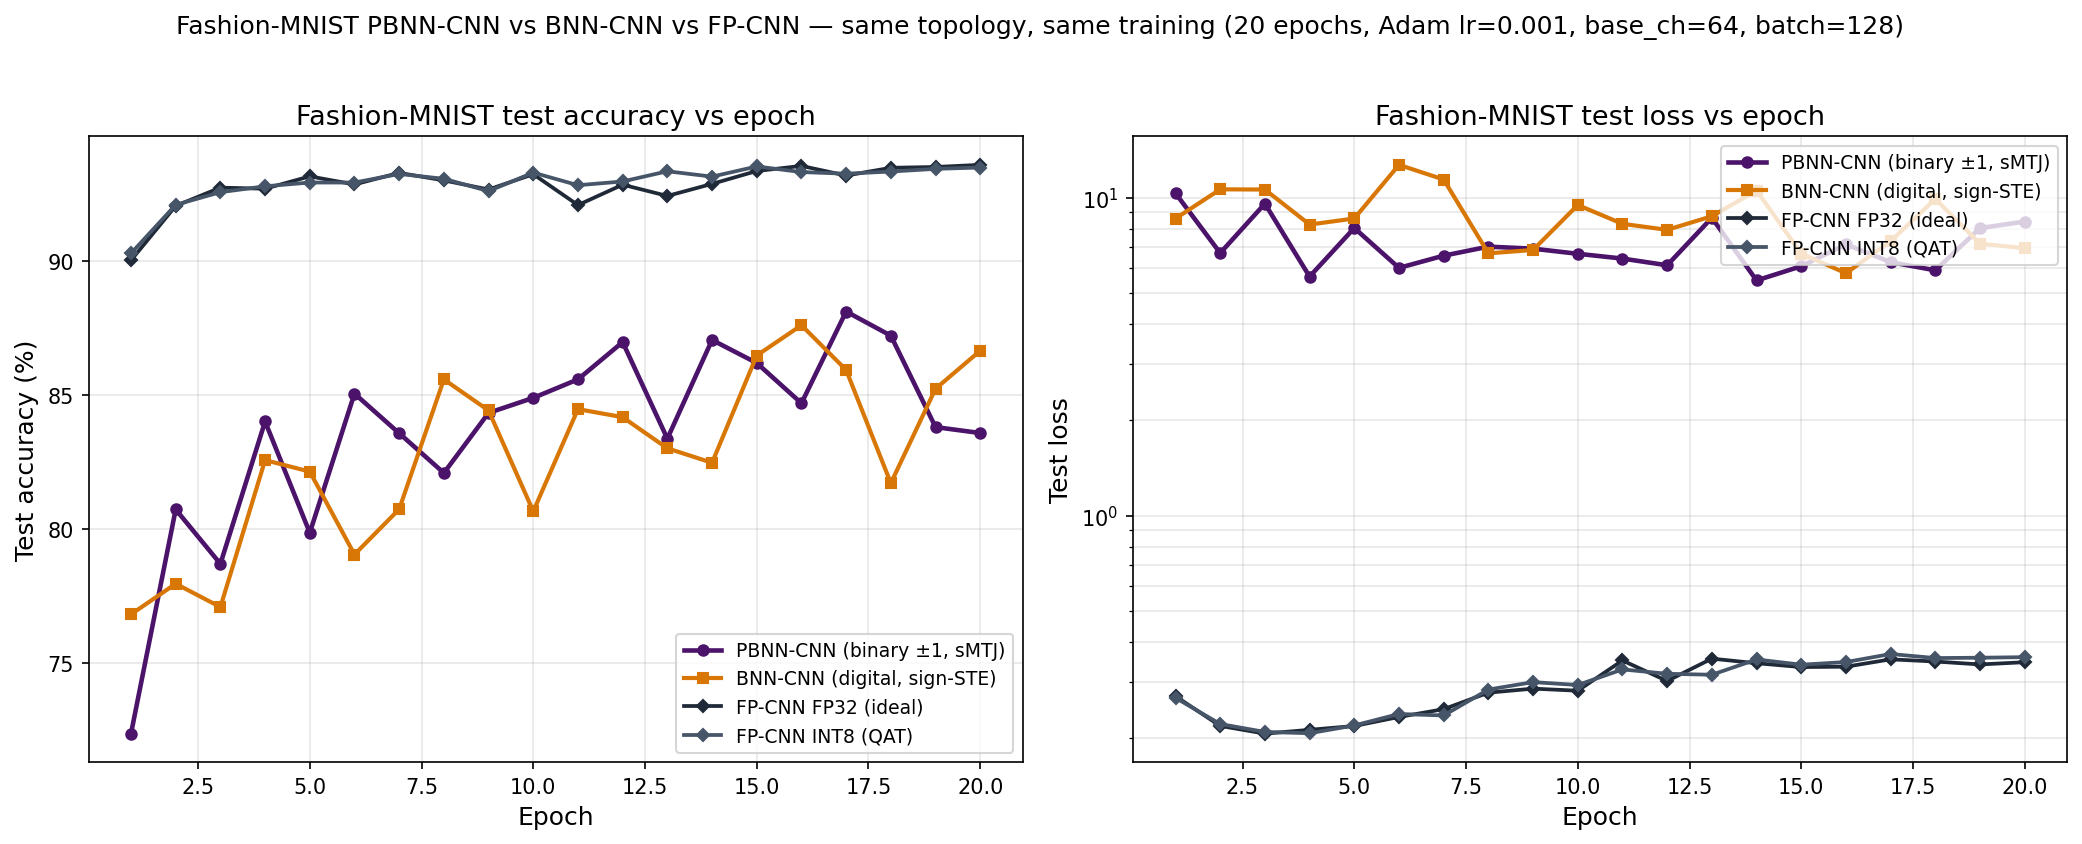 Fashion-MNIST PBNN-CNN vs BNN-CNN vs FP-CNN — same topology, same training (20 epochs, Adam lr=0.001, base_ch=64, batch=128)
Fashion-MNIST test accuracy vs epoch
Test accuracy (%)
90
85
80
75
PBNN-CNN (binary ±1, sMTJ)
BNN-CNN (digital, sign-STE)
FP-CNN FP32 (ideal)
FP-CNN INT8 (QAT)
2.5 5.0 7.5 10.0 12.5 15.0 17.5 20.0
Epoch
Fashion-MNIST test loss vs epoch
Test loss
10¹
10⁰
PBNN-CNN (binary ±1, sMTJ)
BNN-CNN (digital, sign-STE)
FP-CNN FP32 (ideal)
FP-CNN INT8 (QAT)
2.5 5.0 7.5 10.0 12.5 15.0 17.5 20.0
Epoch